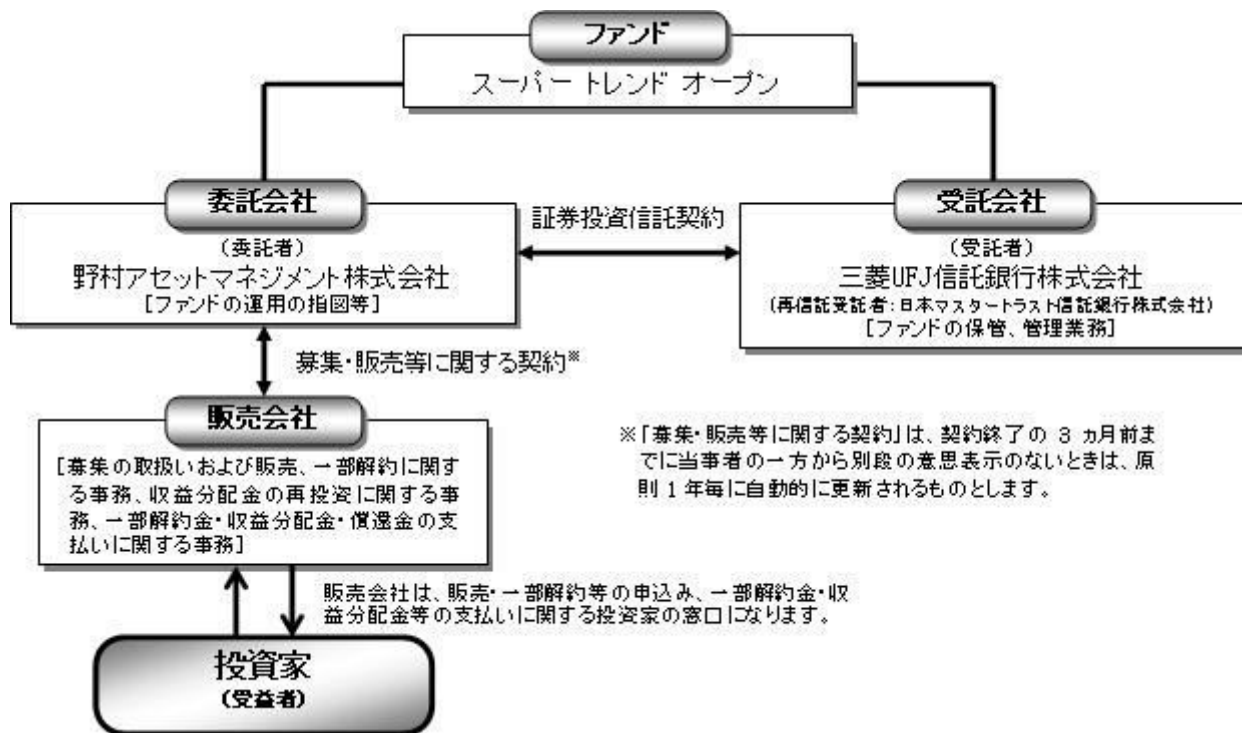 ファンド
スーパー トレンド オープン
委託会社
(委託者)
野村アセットマネジメント株式会社
[ファンドの運用の指図等]
証券投資信託契約
受託会社
(受託者)
三菱UFJ信託銀行株式会社
(再信託受託者:日本マスタートラスト信託銀行株式会社)
[ファンドの保管、管理業務]
募集・販売等に関する契約※
販売会社
[募集の取扱いおよび販売、一部解約に関す
る事務、収益分配金の再投資に関する事
務、一部解約金・収益分配金・償還金の支
払いに関する事務]
※「募集・販売等に関する契約」は、契約終了の 3 ヵ月前ま
でに当事者の一方から別段の意思表示のないときは、原
則 1 年毎に自動的に更新されるものとします。
販売会社は、販売・一部解約等の申込み、一部解約金・収
益分配金等の支払いに関する投資家の窓口になります。
投資家
(受益者)